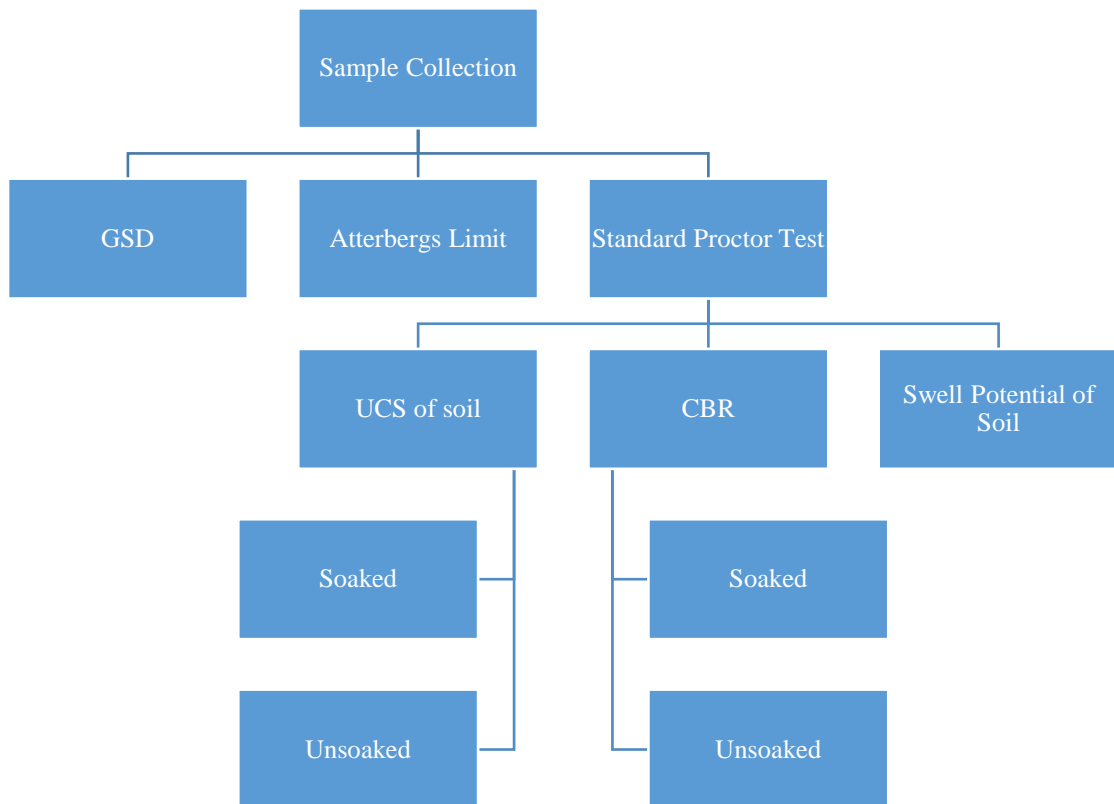 Sample Collection
GSD
Atterbergs Limit
Standard Proctor Test
UCS of soil
CBR
Swell Potential of
Soil
Soaked
Soaked
Unsoaked
Unsoaked